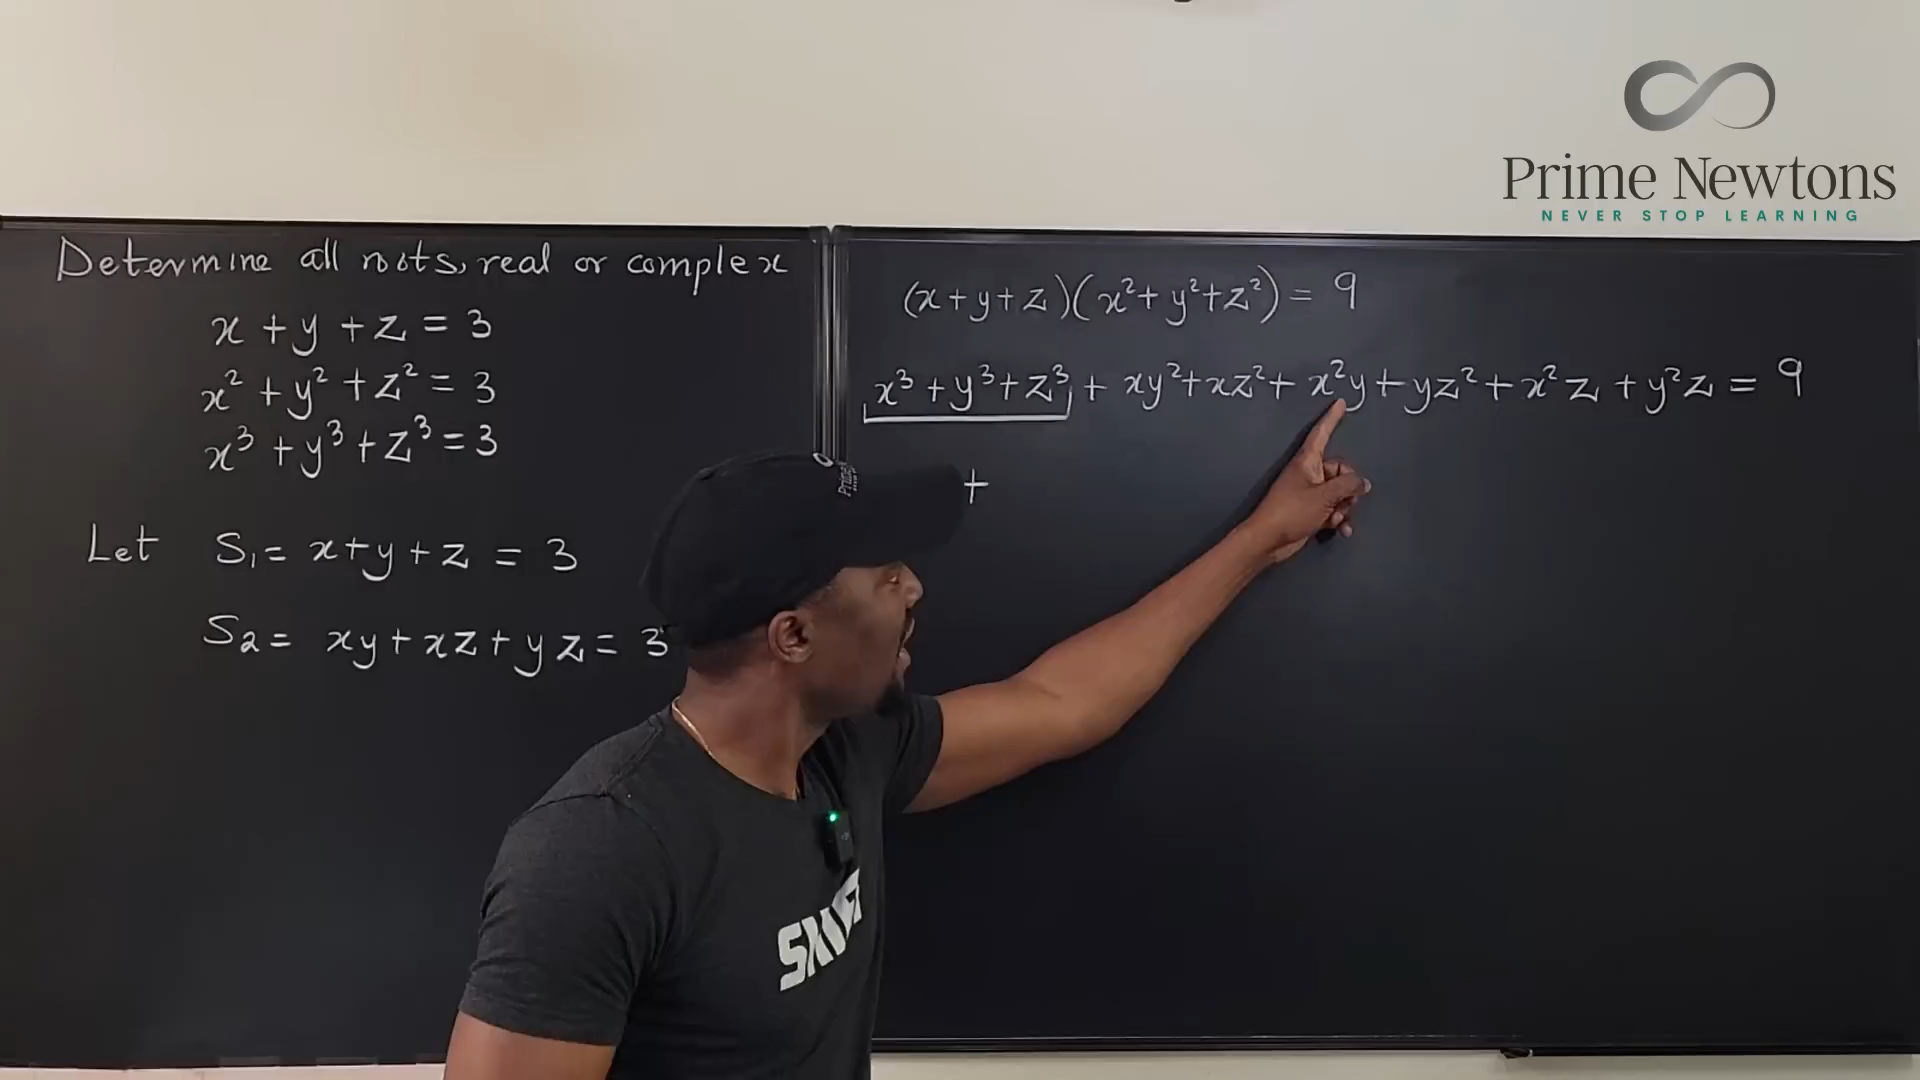 Prime Newtons
NEVER STOP LEARNING
Determine all roots, real or complex
x + y + z = 3
x² + y² + z² = 3
x³ + y³ + z³ = 3
Let S₁ = x + y + z = 3
S₂ = xy + xz + yz = 3
(x + y + z)(x² + y² + z²) = 9
x³ + y³ + z³ + xy² + xz² + x²y + yz² + x²z + y²z = 9
+